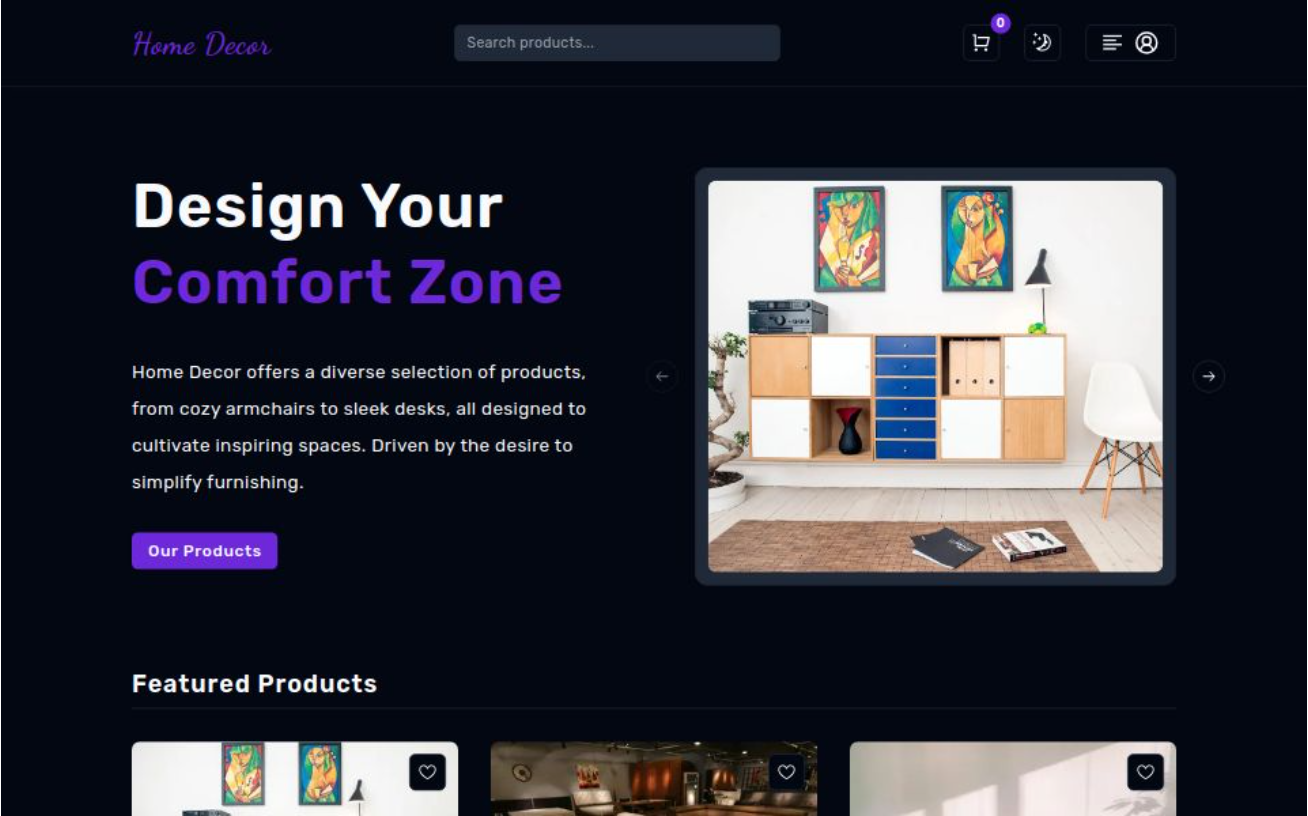 Home Decor
Search products...
0
Design Your
Comfort Zone
Home Decor offers a diverse selection of products,
from cozy armchairs to sleek desks, all designed to
cultivate inspiring spaces. Driven by the desire to
simplify furnishing.
Our Products
Featured Products